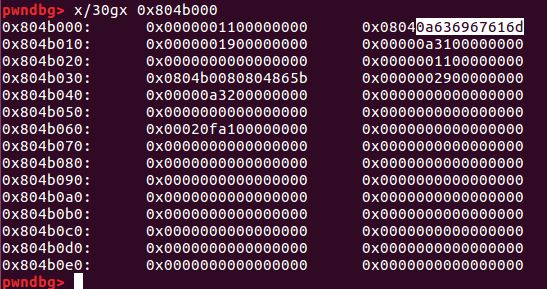 pwndbg> x/30gx 0x804b000
0x804b000: 0x0000001100000000 0x08040a636967616d
0x804b010: 0x0000001900000000 0x00000a3100000000
0x804b020: 0x0000000000000000 0x0000001100000000
0x804b030: 0x0804b0080804865b 0x0000002900000000
0x804b040: 0x00000a3200000000 0x0000000000000000
0x804b050: 0x0000000000000000 0x0000000000000000
0x804b060: 0x00020fa100000000 0x0000000000000000
0x804b070: 0x0000000000000000 0x0000000000000000
0x804b080: 0x0000000000000000 0x0000000000000000
0x804b090: 0x0000000000000000 0x0000000000000000
0x804b0a0: 0x0000000000000000 0x0000000000000000
0x804b0b0: 0x0000000000000000 0x0000000000000000
0x804b0c0: 0x0000000000000000 0x0000000000000000
0x804b0d0: 0x0000000000000000 0x0000000000000000
0x804b0e0: 0x0000000000000000 0x0000000000000000
pwndbg>